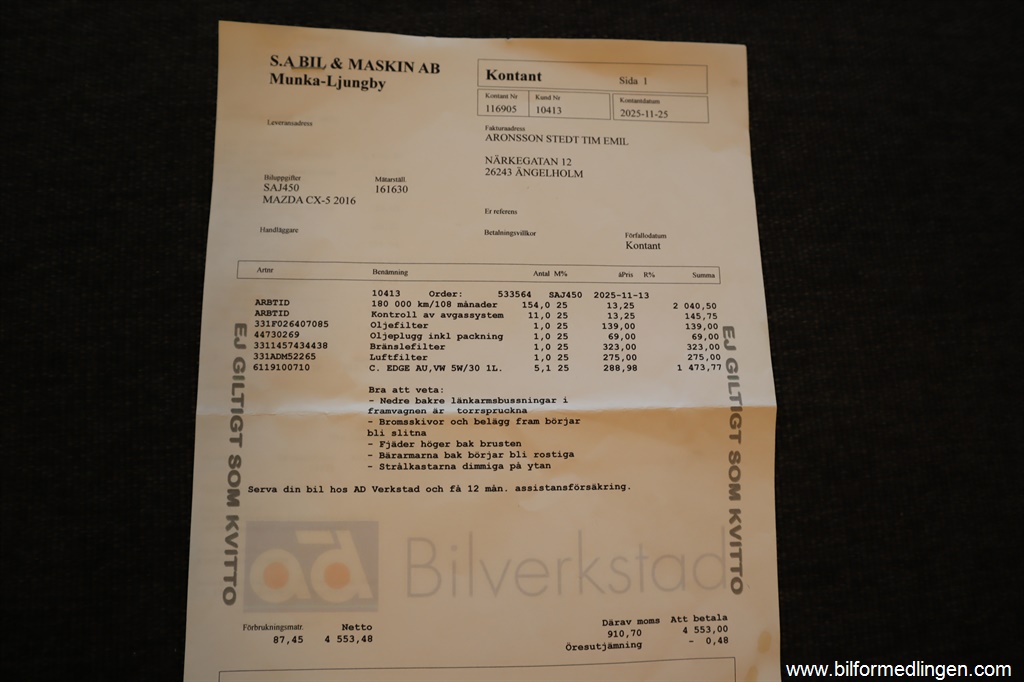 S.A BIL & MASKIN AB
Munka-Ljungby
Kontant Sida 1
Kontant Nr Kund Nr Kontantdatum
116905 10413 2025-11-25
Leveransadress
Fakturaadress
ARONSSON STEDT TIM EMIL
NÄRKEGATAN 12
26243 ÄNGELHOLM
Biluppgifter Mätarställ.
SAJ450 161630
MAZDA CX-5 2016
Er referens
Handläggare Betalningsvillkor Förfallodatum
Kontant
Artnr Benämning Antal M% àPris R% Summa
10413 Order: 533564 SAJ450 2025-11-13
ARBTID 180 000 km/108 månader 154,0 25 13,25 2 040,50
ARBTID Kontroll av avgassystem 11,0 25 13,25 145,75
331F026407085 Oljefilter 1,0 25 139,00 139,00
44730269 Oljeplugg inkl packning 1,0 25 69,00 69,00
3311457434438 Bränslefilter 1,0 25 323,00 323,00
331ADM52265 Luftfilter 1,0 25 275,00 275,00
6119100710 C. EDGE AU,VW 5W/30 1L. 5,1 25 288,98 1 473,77
Bra att veta:
- Nedre bakre länkarmsbussningar i
framvagnen är torrspruckna
- Bromsskivor och belägg fram börjar
bli slitna
- Fjäder höger bak brusten
- Bärarmarna bak börjar bli rostiga
- Strålkastarna dimmiga på ytan
Serva din bil hos AD Verkstad och få 12 mån. assistansförsäkring.
EJ GILTIGT SOM KVITTO
EJ GILTIGT SOM KVITTO
ad Bilverkstad
Förbrukningsmatr. Netto Därav moms Att betala
87,45 4 553,48 910,70 4 553,00
Öresutjämning - 0,48
www.bilformedlingen.com